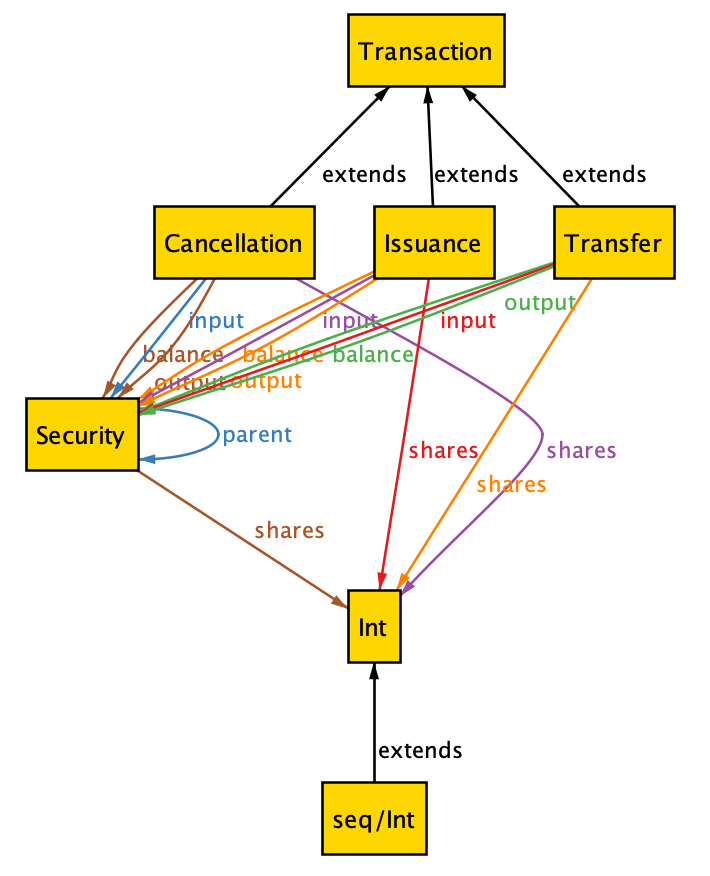 Transaction
extends
extends
extends
Cancellation
Issuance
Transfer
output
input
input
input
balance
balance
balance
output
output
Security
parent
shares
shares
shares
shares
Int
extends
seq/Int